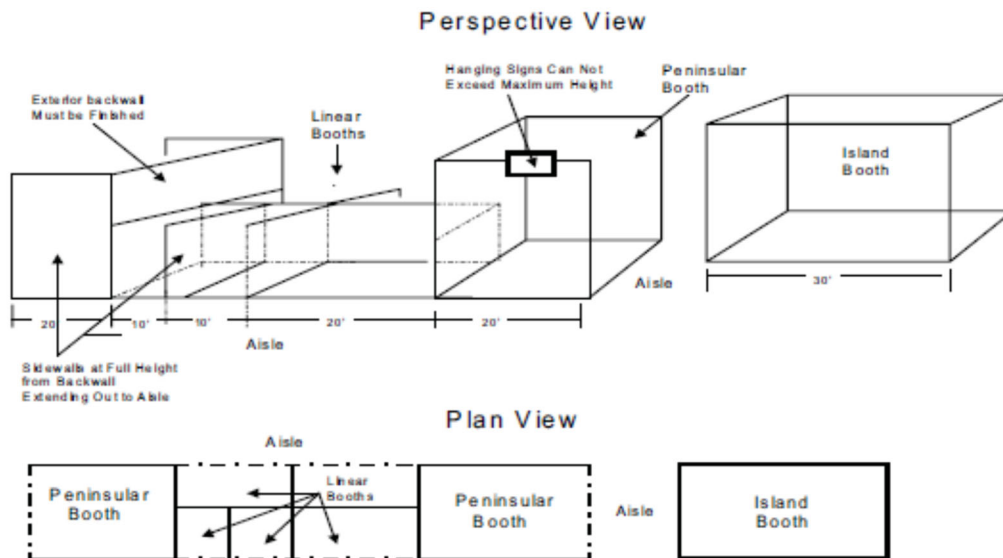 Perspective View
Hanging Signs Can Not
Exceed Maximum Height
Peninsular
Booth
Exterior backwall
Must be Finished
Linear
Booths
Island
Booth
Aisle
30'
20'
10'
10'
20'
20'
Aisle
Sidewalls at Full Height
from Backwall
Extending Out to Aisle
Plan View
Aisle
Peninsular
Booth
Linear
Booths
Peninsular
Booth
Aisle
Island
Booth